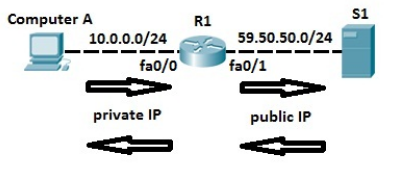 Computer A
R1
S1
10.0.0.0/24
59.50.50.0/24
fa0/0
fa0/1
private IP
public IP